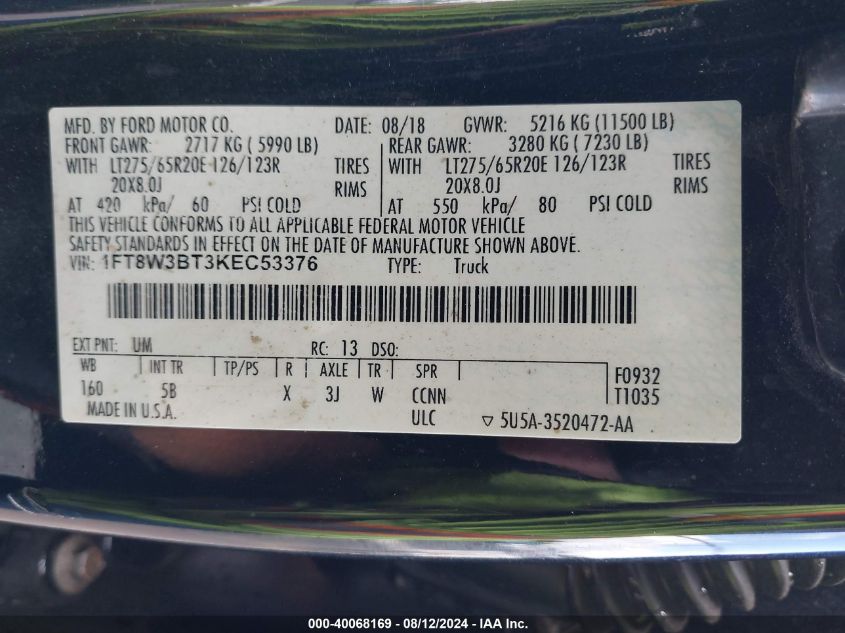 MFD. BY FORD MOTOR CO. DATE: 08/18 GVWR: 5216 KG (11500 LB)
FRONT GAWR: 2717 KG ( 5990 LB) REAR GAWR: 3280 KG ( 7230 LB)
WITH LT275/65R20E 126/123R TIRES WITH LT275/65R20E 126/123R TIRES
20X8.0J RIMS 20X8.0J RIMS
AT 420 kPa/ 60 PSI COLD AT 550 kPa/ 80 PSI COLD
THIS VEHICLE CONFORMS TO ALL APPLICABLE FEDERAL MOTOR VEHICLE
SAFETY STANDARDS IN EFFECT ON THE DATE OF MANUFACTURE SHOWN ABOVE.
VIN: 1FT8W3BT3KEC53376 TYPE: Truck
EXT PNT: UM RC: 13 DSO:
WB INT TR TP/PS R AXLE TR SPR F0932
160 5B X 3J W CCNN T1035
MADE IN U.S.A. ULC ▽ 5U5A-3520472-AA
000-40068169 - 08/12/2024 - IAA Inc.